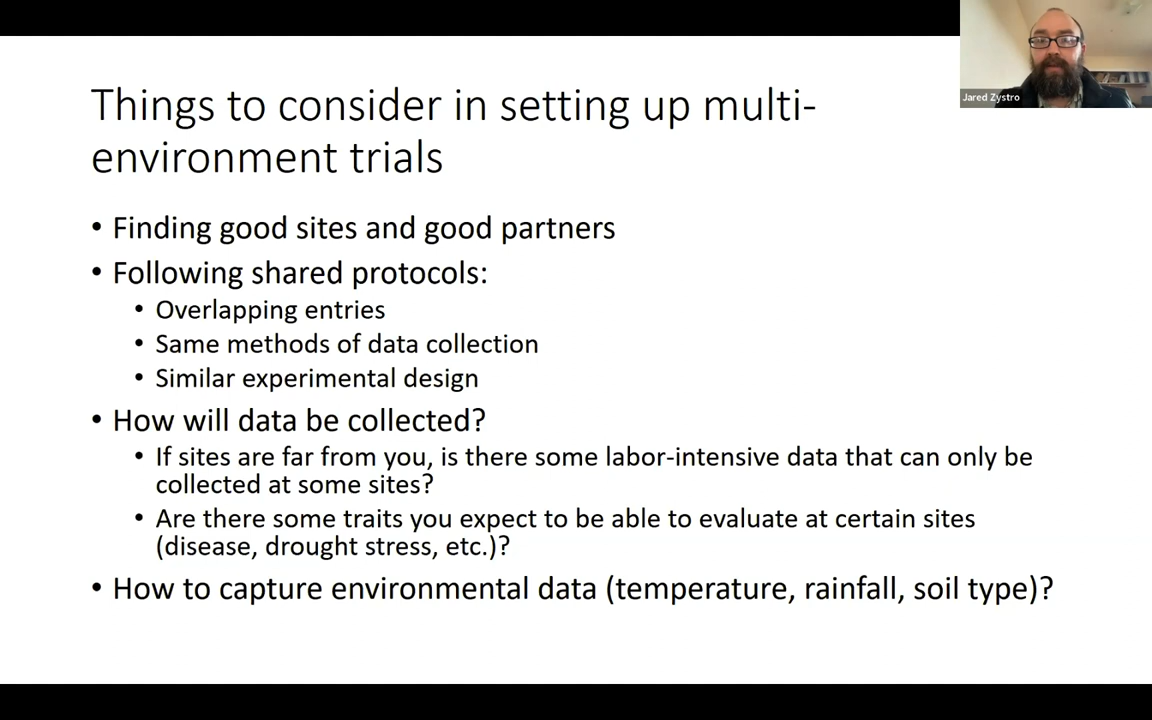 Things to consider in setting up multi-
environment trials
• Finding good sites and good partners
• Following shared protocols:
• Overlapping entries
• Same methods of data collection
• Similar experimental design
• How will data be collected?
• If sites are far from you, is there some labor-intensive data that can only be
collected at some sites?
• Are there some traits you expect to be able to evaluate at certain sites
(disease, drought stress, etc.)?
• How to capture environmental data (temperature, rainfall, soil type)?
Jared Zystro